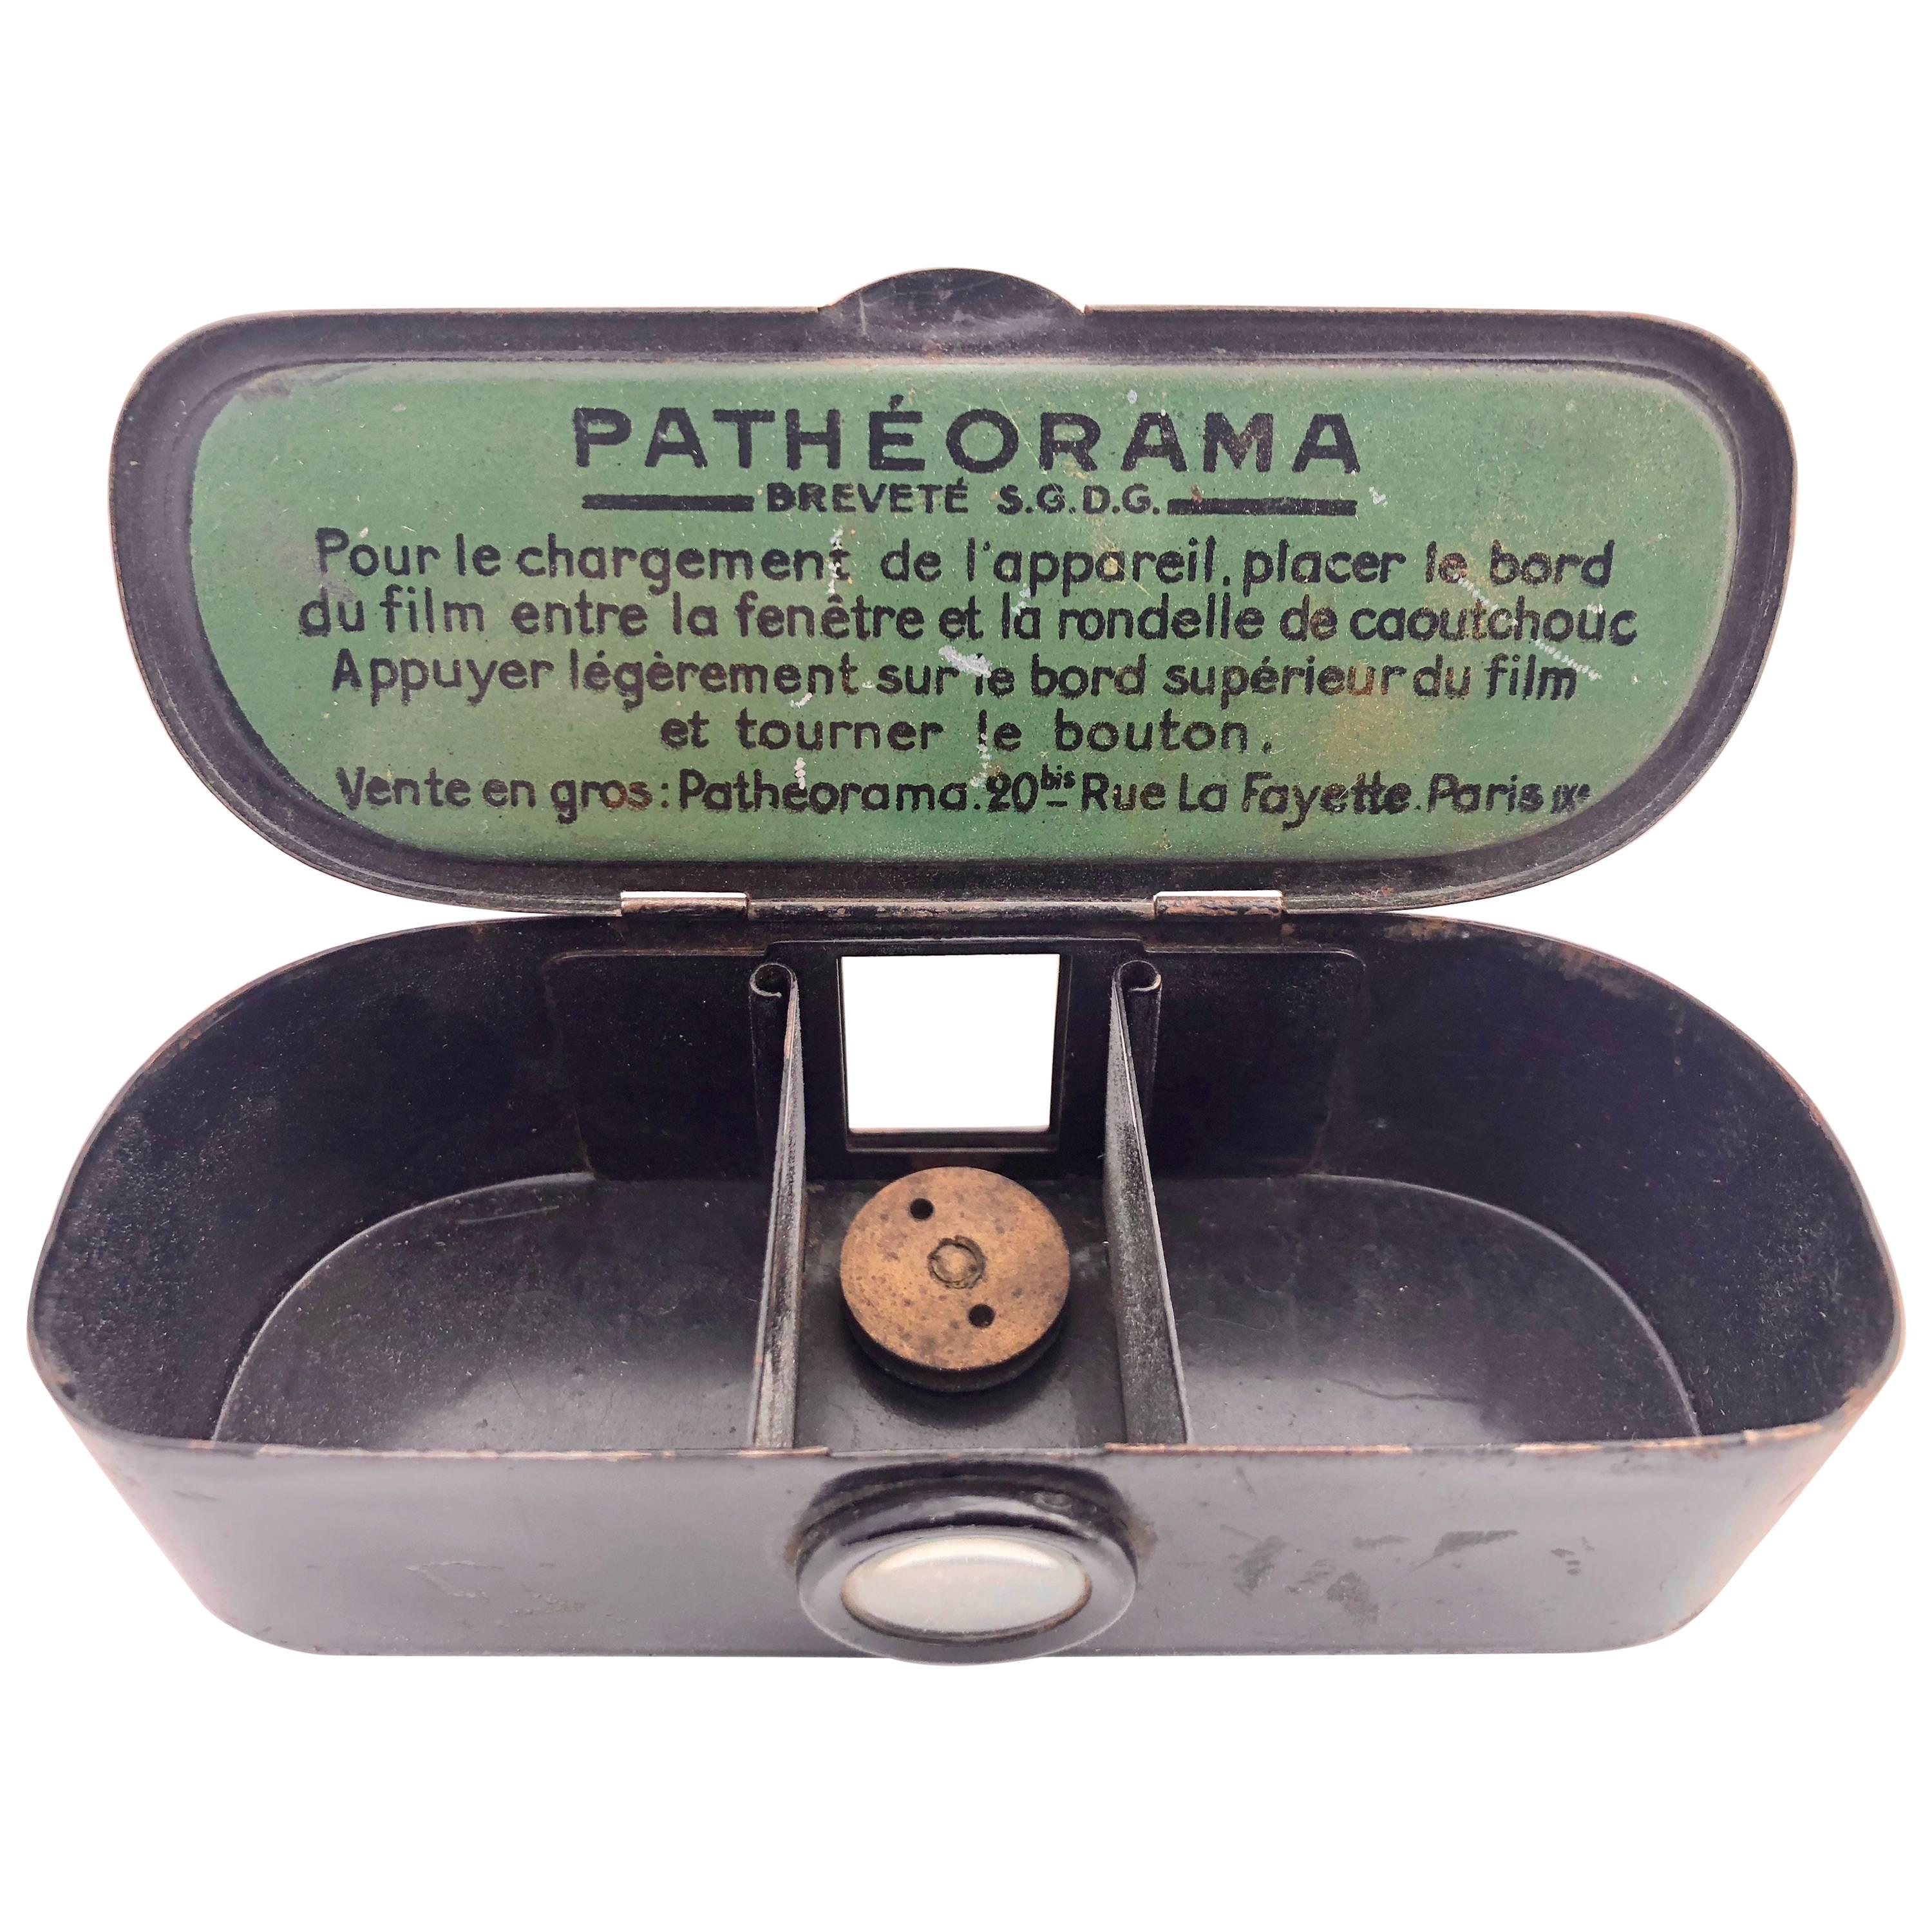 PATHÉORAMA
BREVETÉ S.G.D.G.
Pour le chargement de l'appareil, placer le bord
du film entre la fenêtre et la rondelle de caoutchouc
Appuyer légèrement sur le bord supérieur du film
et tourner le bouton.
Vente en gros: Pathéorama. 20bis Rue La Fayette. Paris IXe